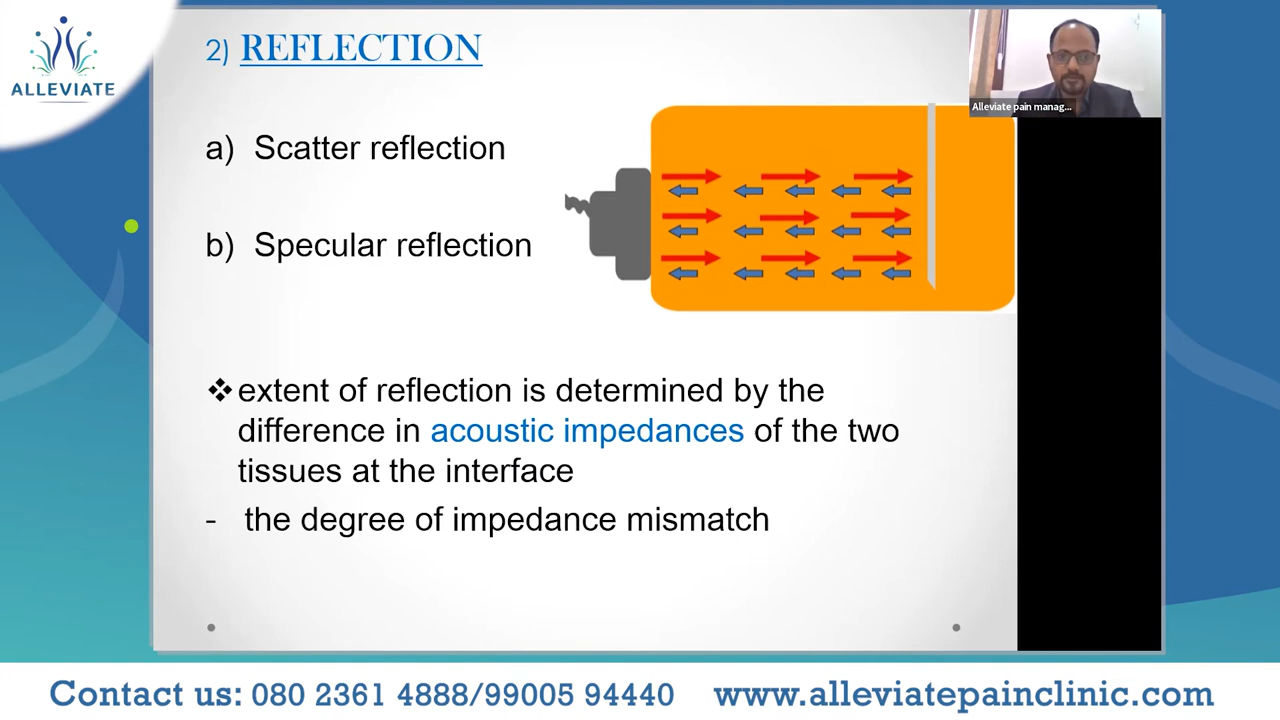 ALLEVIATE
2) REFLECTION
Alleviate pain manag...
a) Scatter reflection
b) Specular reflection
❖ extent of reflection is determined by the
difference in acoustic impedances of the two
tissues at the interface
- the degree of impedance mismatch
Contact us: 080 2361 4888/99005 94440 www.alleviatepainclinic.com